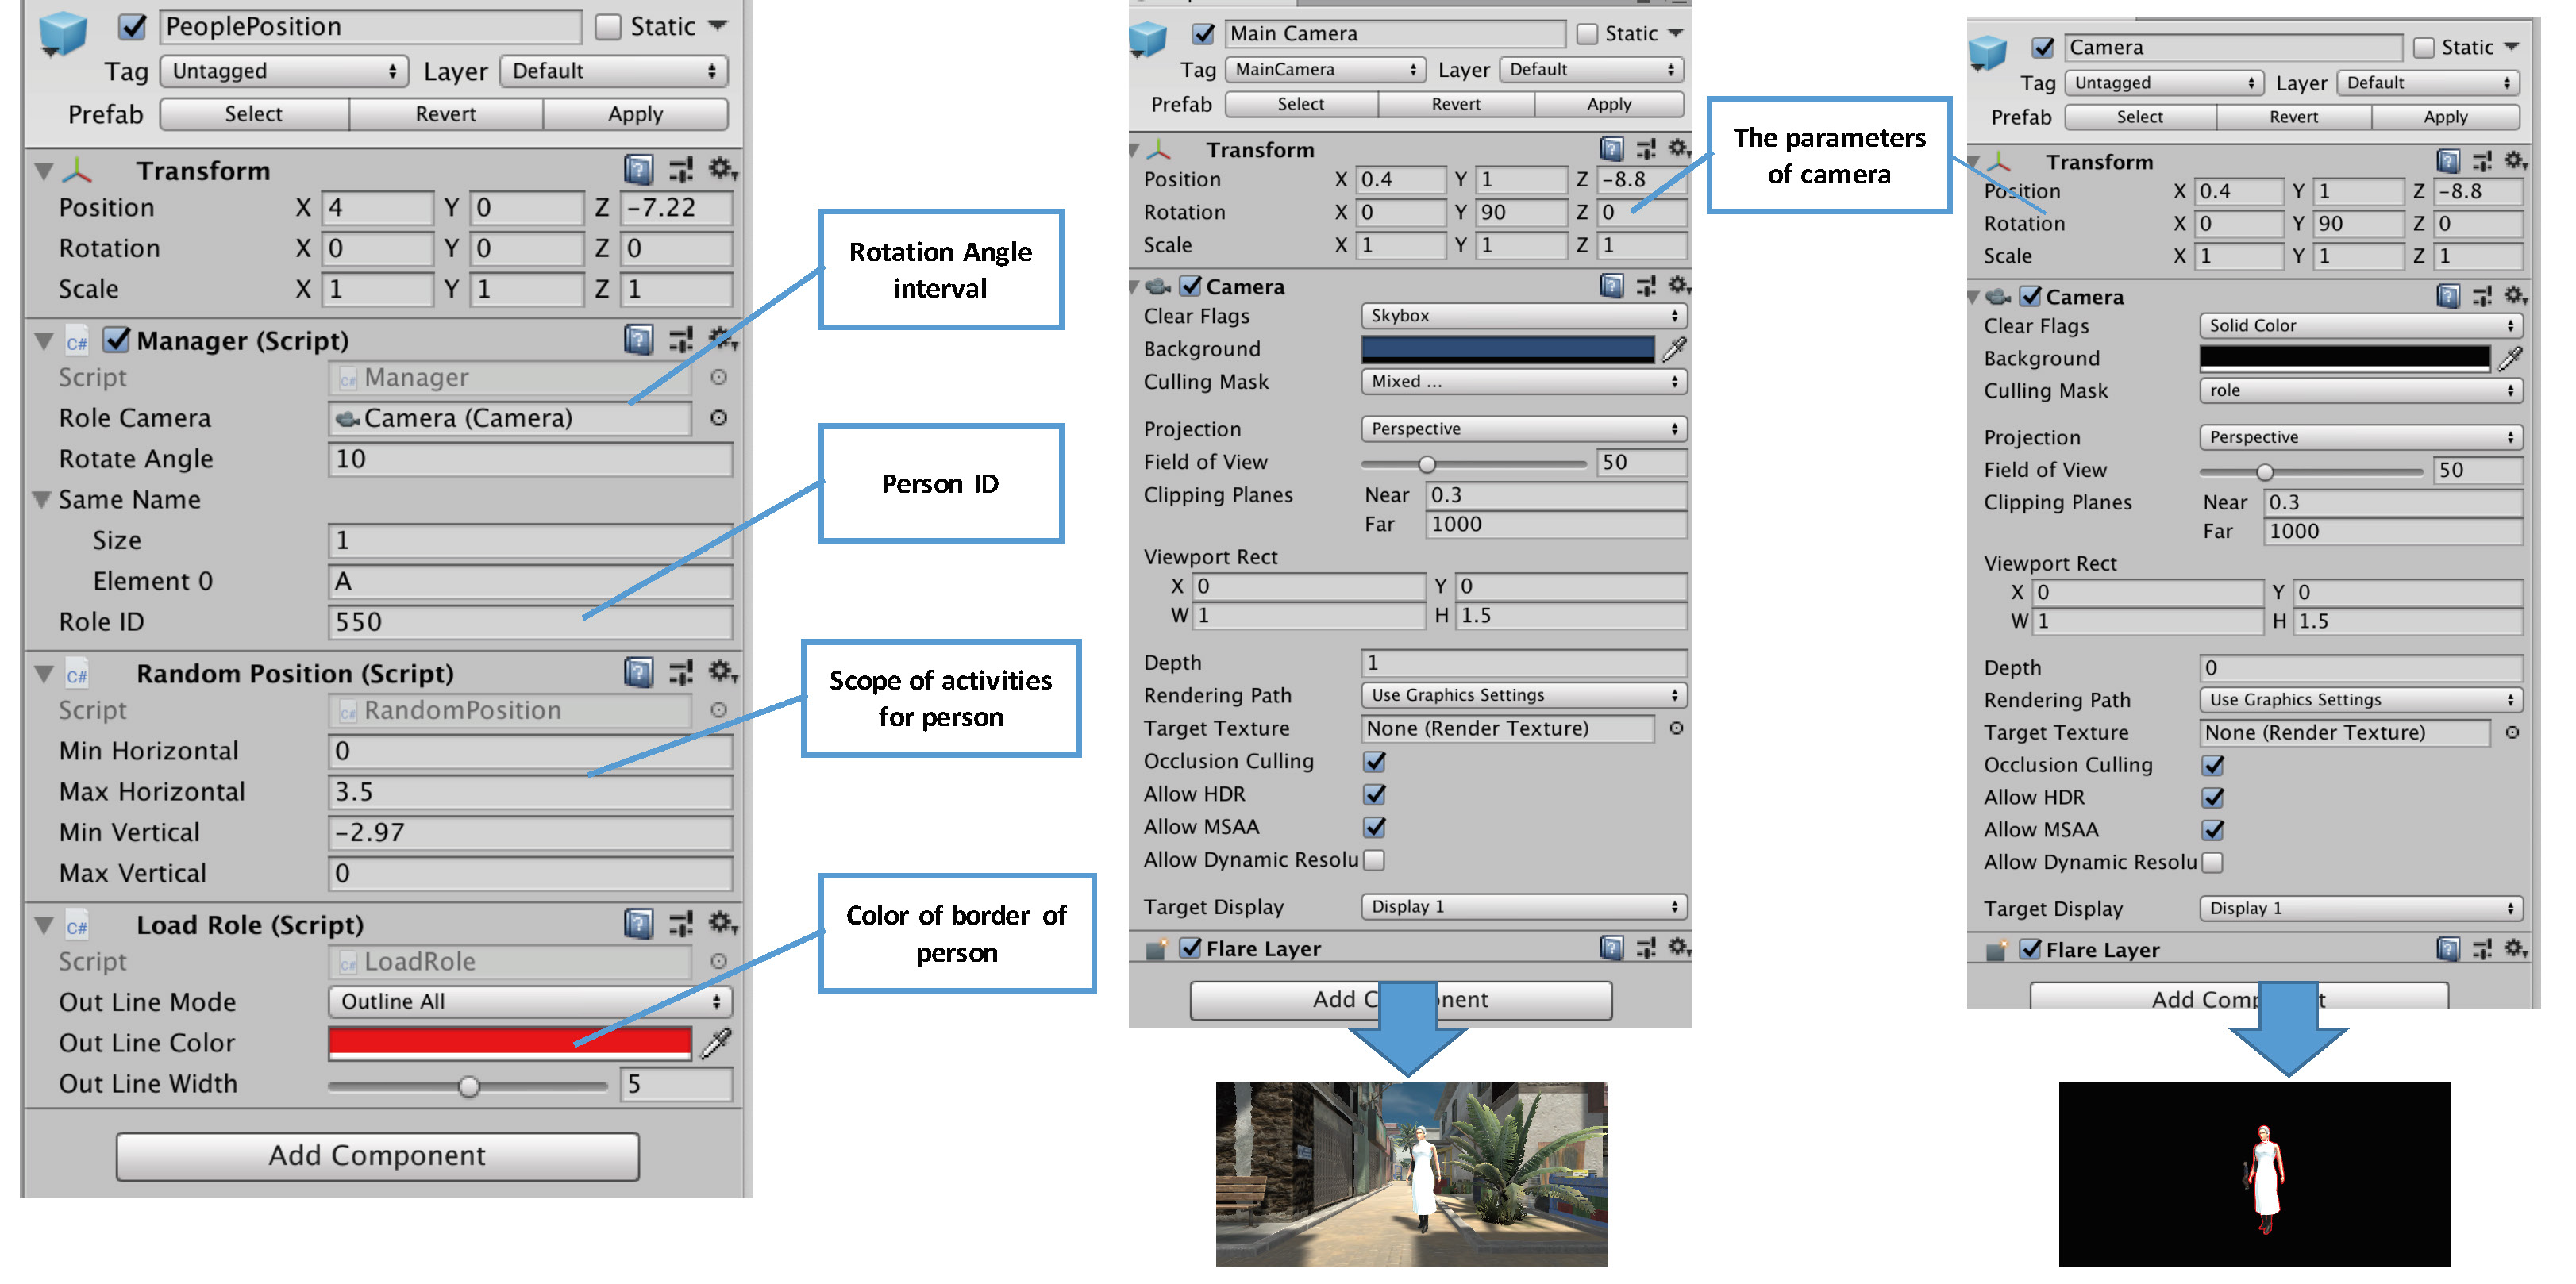 PeoplePosition Static
Tag Untagged Layer Default
Prefab Select Revert Apply
Transform
Position X 4 Y 0 Z -7.22
Rotation X 0 Y 0 Z 0
Scale X 1 Y 1 Z 1
C# Manager (Script)
Script C# Manager
Role Camera Camera (Camera)
Rotate Angle 10
Same Name
Size 1
Element 0 A
Role ID 550
C# Random Position (Script)
Script C# RandomPosition
Min Horizontal 0
Max Horizontal 3.5
Min Vertical -2.97
Max Vertical 0
C# Load Role (Script)
Script C# LoadRole
Out Line Mode Outline All
Out Line Color
Out Line Width 5
Add Component
Rotation Angle
interval
Person ID
Scope of activities
for person
Color of border of
person
Main Camera Static
Tag MainCamera Layer Default
Prefab Select Revert Apply
Transform
Position X 0.4 Y 1 Z -8.8
Rotation X 0 Y 90 Z 0
Scale X 1 Y 1 Z 1
Camera
Clear Flags Skybox
Background
Culling Mask Mixed ...
Projection Perspective
Field of View 50
Clipping Planes Near 0.3
Far 1000
Viewport Rect
X 0 Y 0
W 1 H 1.5
Depth 1
Rendering Path Use Graphics Settings
Target Texture None (Render Texture)
Occlusion Culling
Allow HDR
Allow MSAA
Allow Dynamic Resolu
Target Display Display 1
Flare Layer
Add C nent
The parameters
of camera
Camera Static
Tag Untagged Layer Default
Prefab Select Revert Apply
Transform
Position X 0.4 Y 1 Z -8.8
Rotation X 0 Y 90 Z 0
Scale X 1 Y 1 Z 1
Camera
Clear Flags Solid Color
Background
Culling Mask role
Projection Perspective
Field of View 50
Clipping Planes Near 0.3
Far 1000
Viewport Rect
X 0 Y 0
W 1 H 1.5
Depth 0
Rendering Path Use Graphics Settings
Target Texture None (Render Texture)
Occlusion Culling
Allow HDR
Allow MSAA
Allow Dynamic Resolu
Target Display Display 1
Flare Layer
Add Comp t